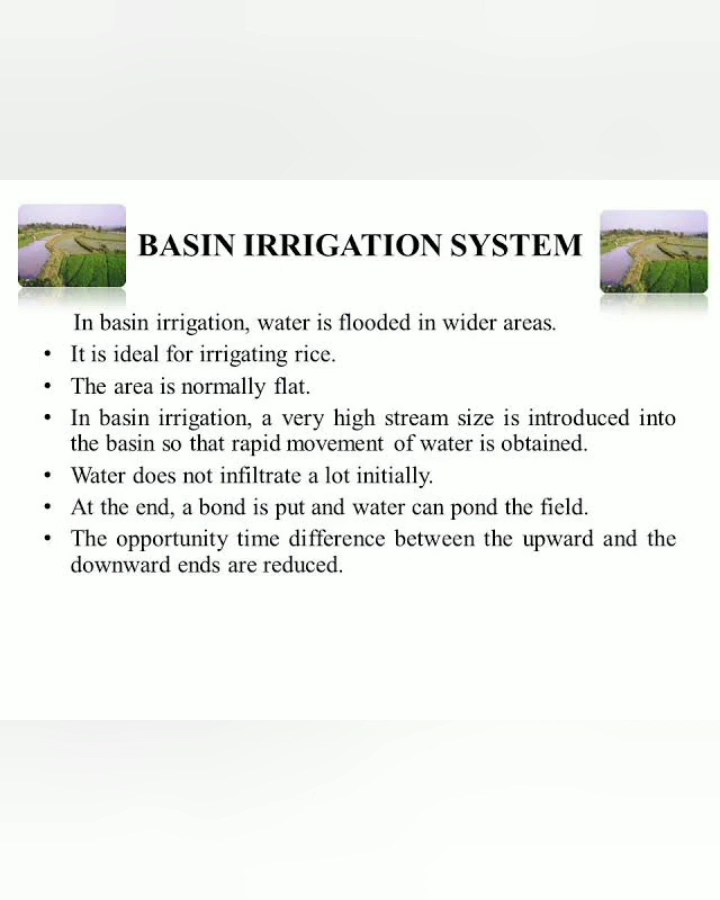 BASIN IRRIGATION SYSTEM
In basin irrigation, water is flooded in wider areas.
• It is ideal for irrigating rice.
• The area is normally flat.
• In basin irrigation, a very high stream size is introduced into
the basin so that rapid movement of water is obtained.
• Water does not infiltrate a lot initially.
• At the end, a bond is put and water can pond the field.
• The opportunity time difference between the upward and the
downward ends are reduced.